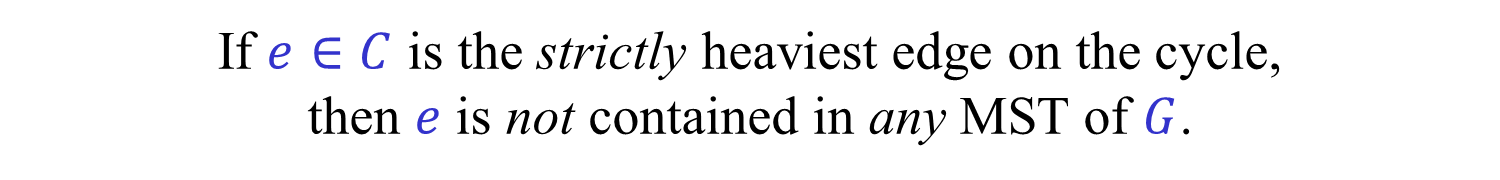 If e ∈ C is the strictly heaviest edge on the cycle,
then e is not contained in any MST of G.